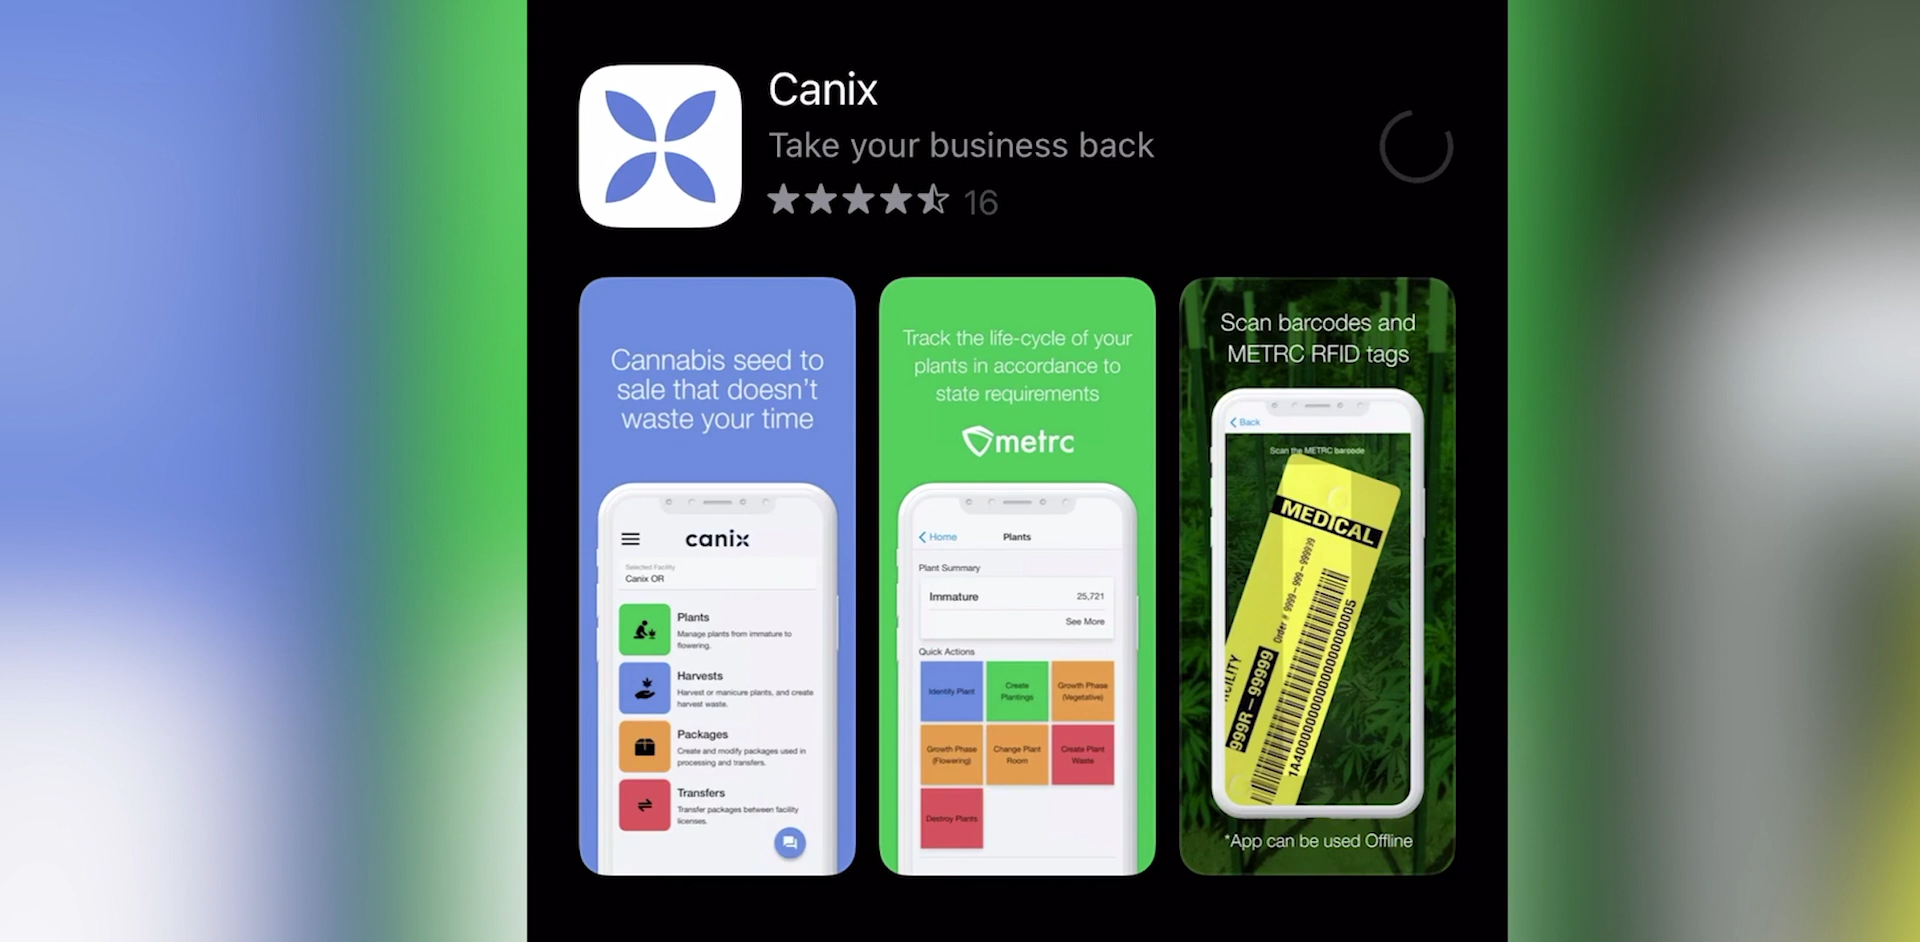 Canix
Take your business back
16
Cannabis seed to
sale that doesn't
waste your time
canix
Selected Facility
Canix OR
Plants
Manage plants from immature to
flowering.
Harvests
Harvest or manicure plants, and create
harvest waste.
Packages
Create and modify packages used in
processing and transfers.
Transfers
Transfer packages between facility
licenses.
Track the life-cycle of your
plants in accordance to
state requirements
metrc
Home
Plants
Plant Summary
Immature 25,721
See More
Quick Actions
Identify Plant
Create
Plantings
Growth Phase
(Vegetative)
Growth Phase
(Flowering)
Change Plant
Room
Create Plant
Waste
Destroy Plants
Scan barcodes and
METRC RFID tags
Back
Scan the METRC barcode
MEDICAL
Order # 9999-999-999939
999R-99999
*App can be used Offline